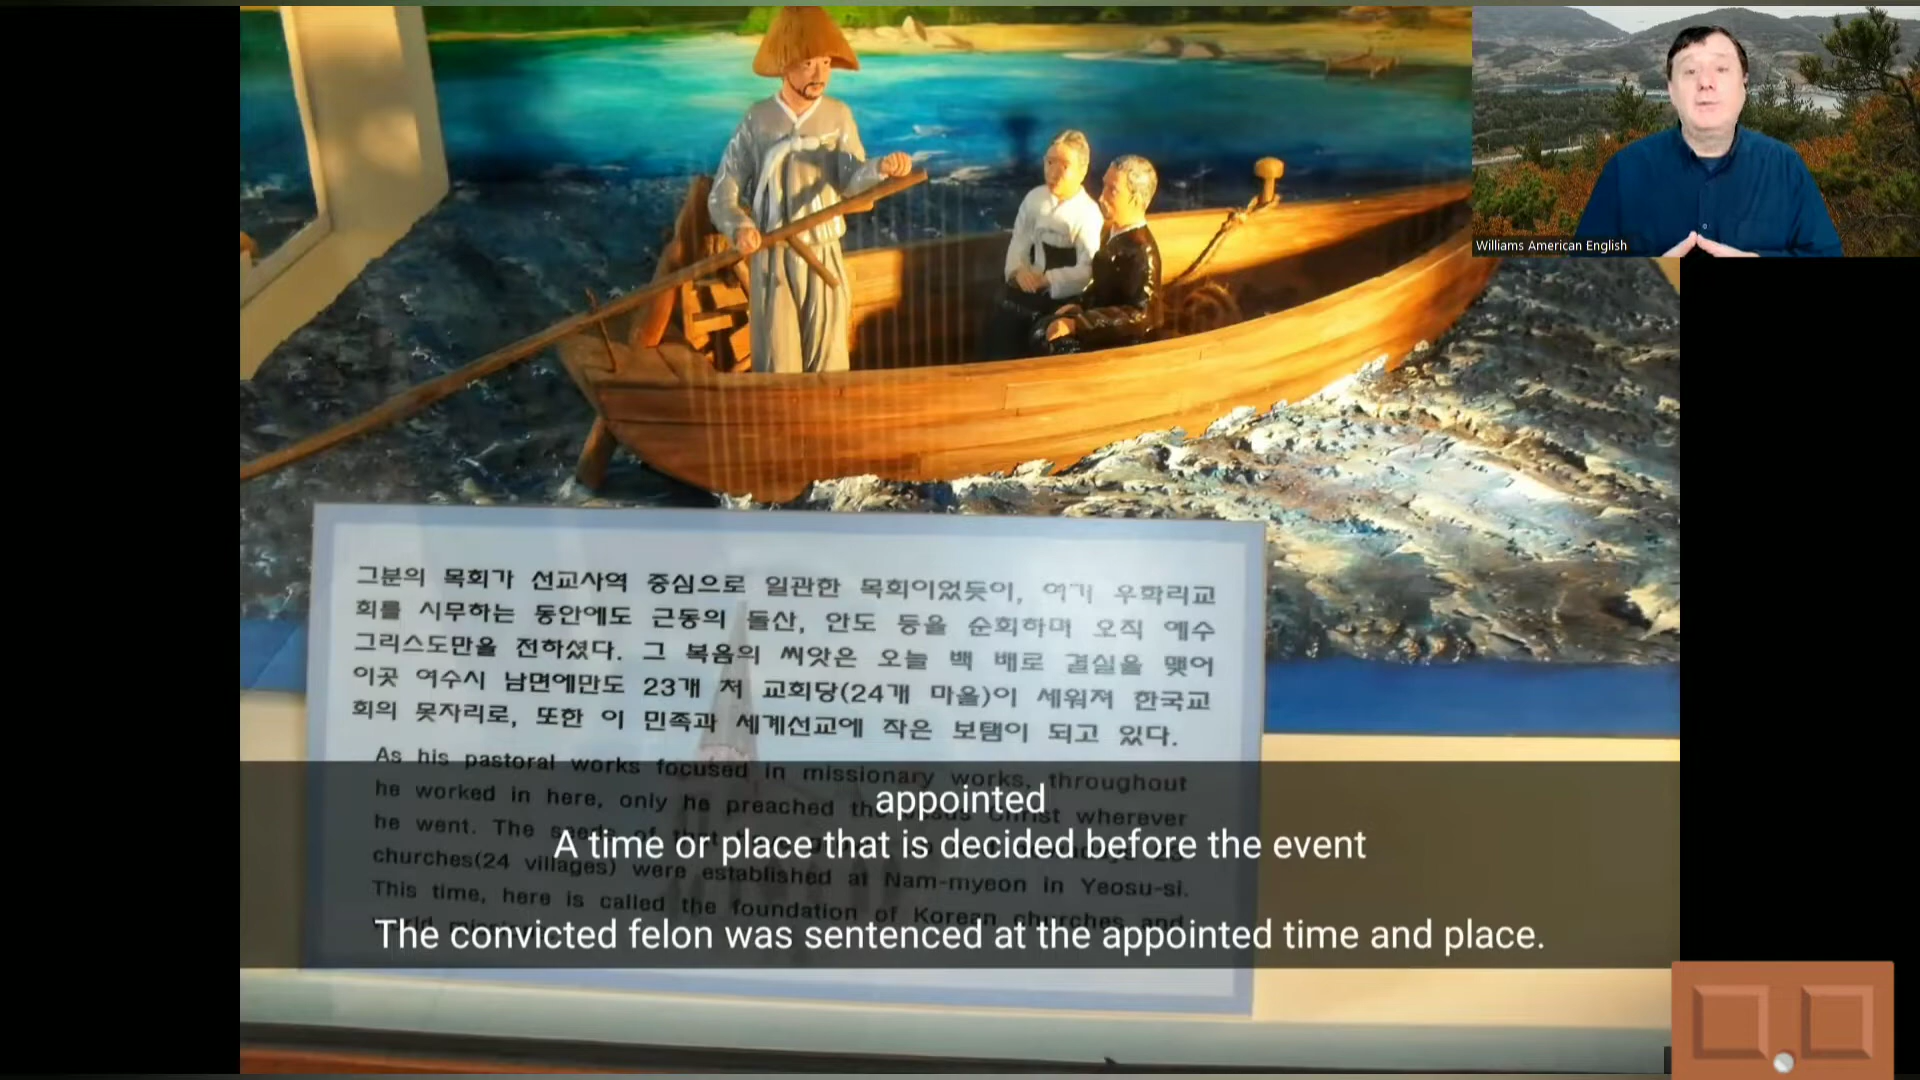 Williams American English
그분의 목회가 선교사역 중심으로 일관한 목회이었듯이, 여기 우학리교
회를 시무하는 동안에도 근동의 돌산, 안도 등을 순회하며 오직 예수
그리스도만을 전하셨다. 그 복음의 씨앗은 오늘 백 배로 결실을 맺어
이곳 여수시 남면에만도 23개 처 교회당(24개 마을)이 세워져 한국교
회의 못자리로, 또한 이 민족과 세계선교에 작은 보탬이 되고 있다.
As his pastoral works focused in missionary works, throughout
he worked in here, only he preached the Jesus Christ wherever
he went. The seeds of that
churches(24 villages) were established at Nam-myeon in Yeosu-si.
This time, here is called the foundation of Korean churches and
world
appointed
A time or place that is decided before the event
The convicted felon was sentenced at the appointed time and place.